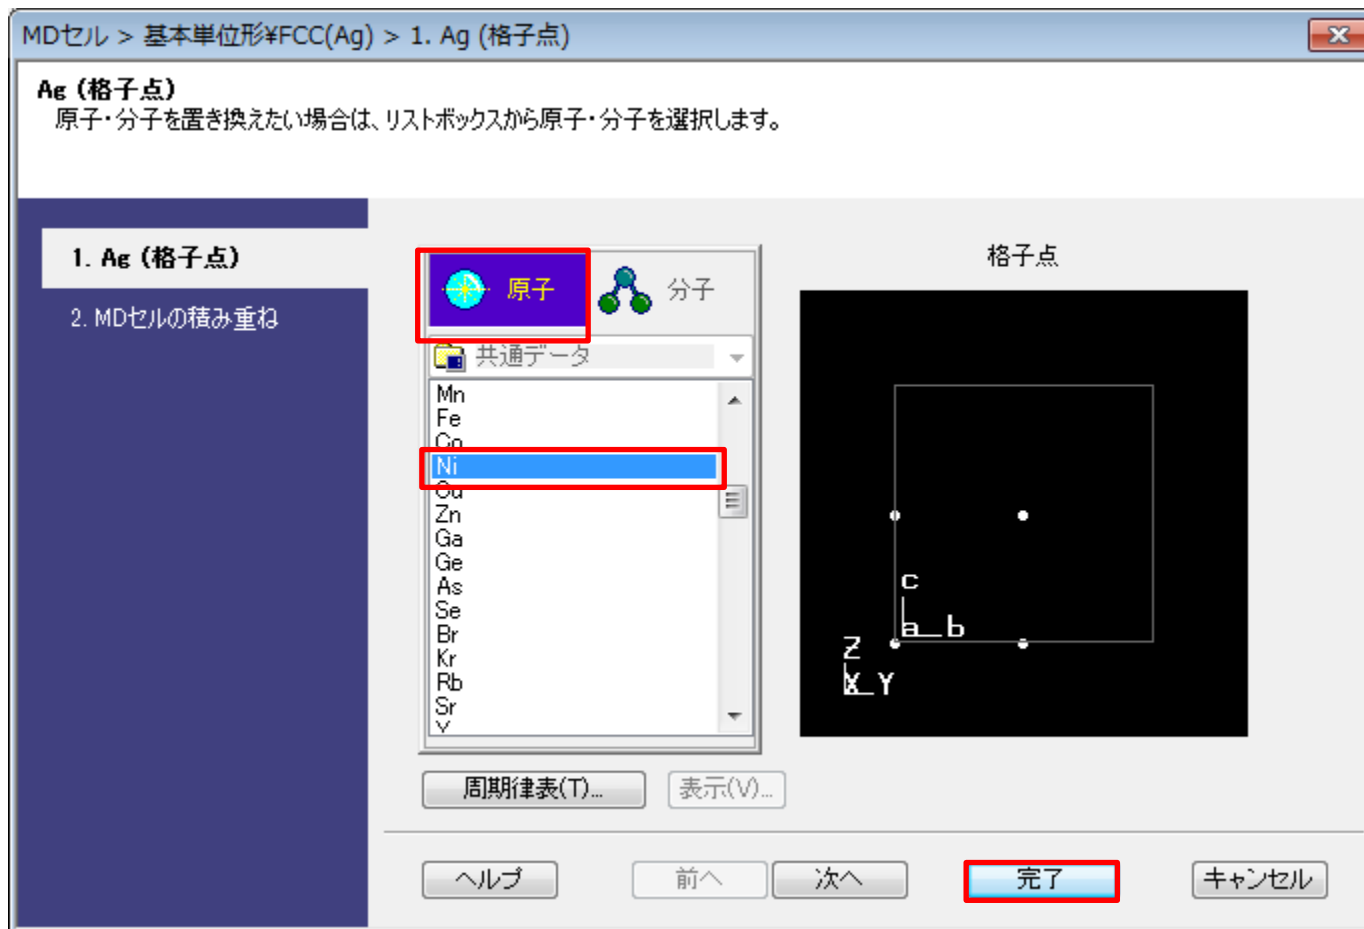 MDセル > 基本単位形¥FCC(Ag) > 1. Ag (格子点)
Ag (格子点)
原子・分子を置き換えたい場合は、リストボックスから原子・分子を選択します。
1. Ag (格子点)
2. MDセルの積み重ね
原子
分子
共通データ
Mn
Fe
Co
Ni
Cu
Zn
Ga
Ge
As
Se
Br
Kr
Rb
Sr
Y
周期律表(T)...
表示(V)...
格子点
c
a b
Z
X Y
ヘルプ
前へ
次へ
完了
キャンセル